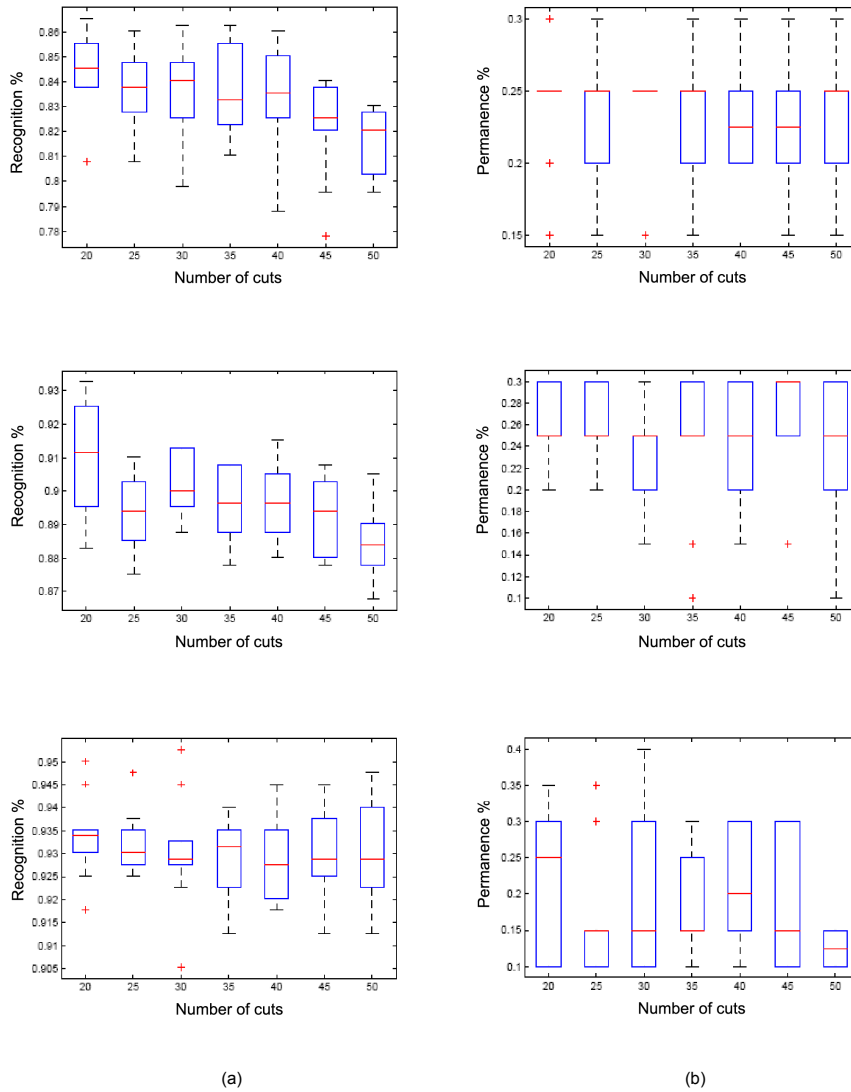 Recognition %
0.86
0.85
0.84
0.83
0.82
0.81
0.8
0.79
0.78
20 25 30 35 40 45 50
Number of cuts
Permanence %
0.3
0.25
0.2
0.15
20 25 30 35 40 45 50
Number of cuts
Recognition %
0.93
0.92
0.91
0.9
0.89
0.88
0.87
20 25 30 35 40 45 50
Number of cuts
Permanence %
0.3
0.28
0.26
0.24
0.22
0.2
0.18
0.16
0.14
0.12
0.1
20 25 30 35 40 45 50
Number of cuts
Recognition %
0.95
0.945
0.94
0.935
0.930
0.925
0.92
0.91
0.91
0.905
20 25 30 35 40 45 50
Number of cuts
Permanence %
0.4
0.35
0.3
0.25
0.2
0.15
0.1
20 25 30 35 40 45 50
Number of cuts
(a) (b)